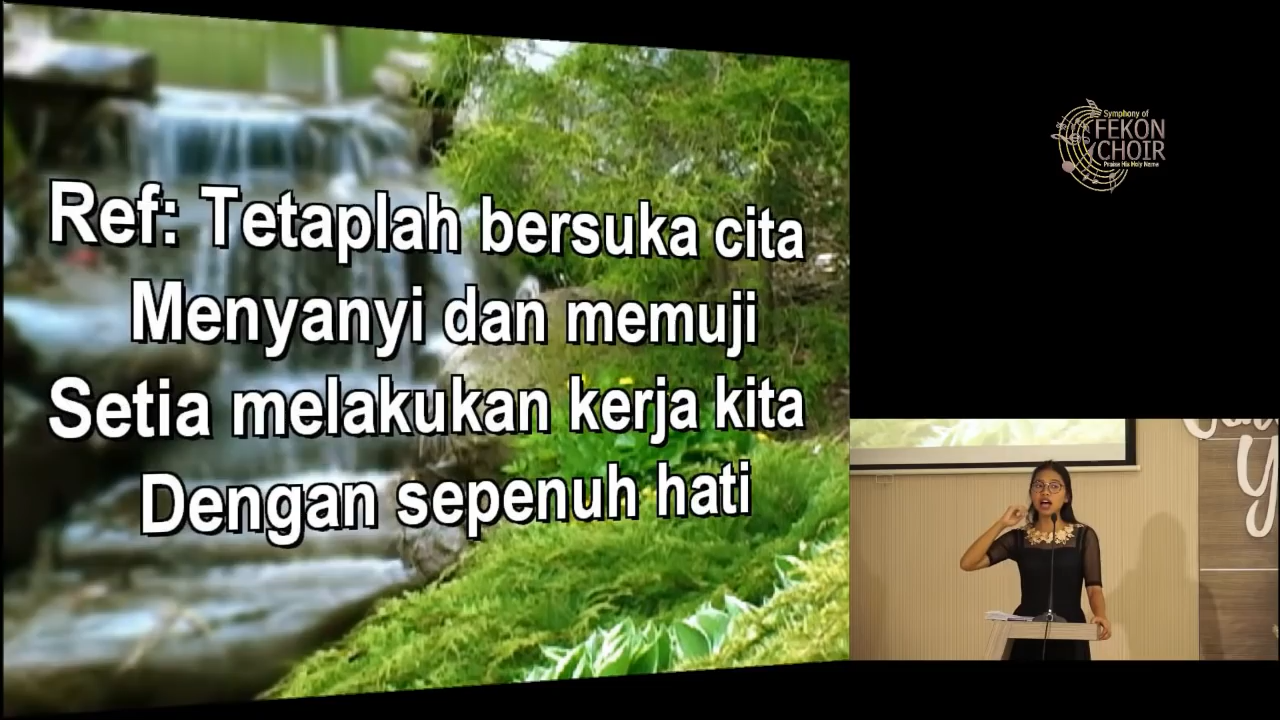 Ref: Tetaplah bersuka cita
Menyanyi dan memuji
Setia melakukan kerja kita
Dengan sepenuh hati
Symphony of
FEKON
CHOIR
Praise His Holy Name